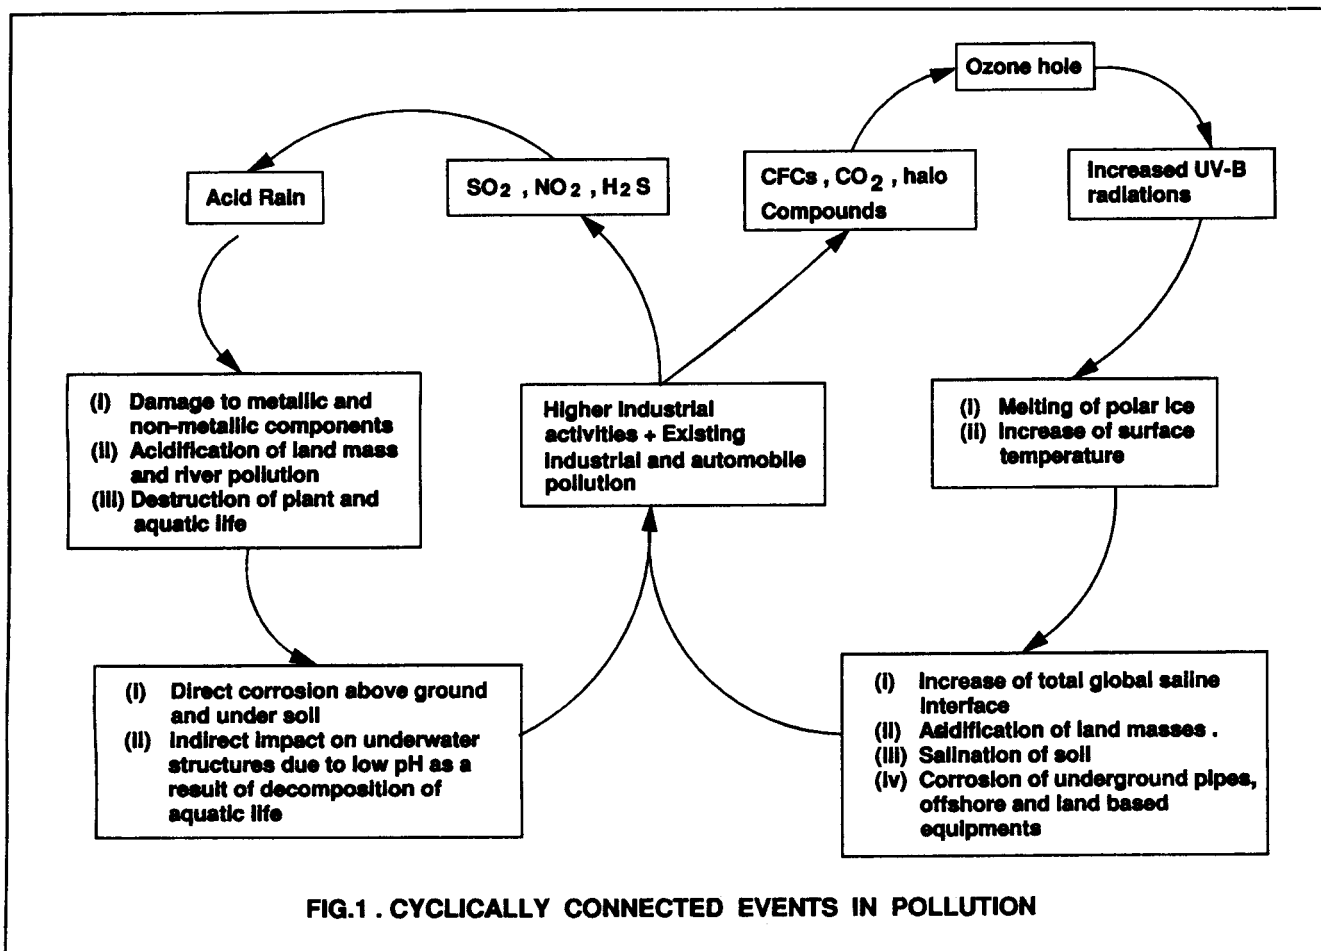 Ozone hole
SO2 , NO2 , H2S
CFCs , CO2 , halo
Compounds
Increased UV-B
radiations
Acid Rain
(i) Damage to metallic and
non-metallic components
(ii) Acidification of land mass
and river pollution
(iii) Destruction of plant and
aquatic life
Higher industrial
activities + Existing
industrial and automobile
pollution
(i) Melting of polar ice
(ii) Increase of surface
temperature
(i) Direct corrosion above ground
and under soil
(ii) Indirect impact on underwater
structures due to low pH as a
result of decomposition of
aquatic life
(i) Increase of total global saline
interface
(ii) Adidification of land masses .
(iii) Salination of soil
(iv) Corrosion of underground pipes,
offshore and land based
equipments
FIG.1 . CYCLICALLY CONNECTED EVENTS IN POLLUTION